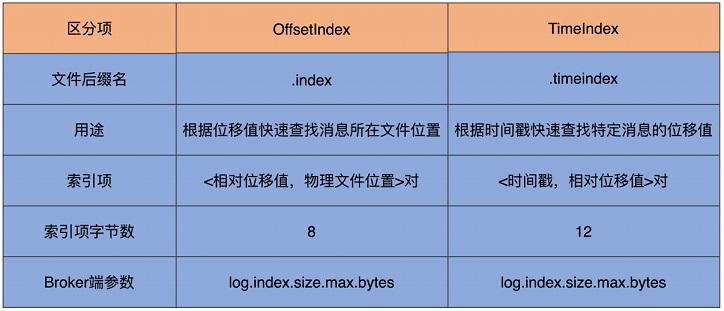 区分项 OffsetIndex TimeIndex
文件后缀名 .index .timeindex
用途 根据位移值快速查找消息所在文件位置 根据时间戳快速查找特定消息的位移值
索引项 <相对位移值，物理文件位置>对 <时间戳，相对位移值>对
索引项字节数 8 12
Broker端参数 log.index.size.max.bytes log.index.size.max.bytes